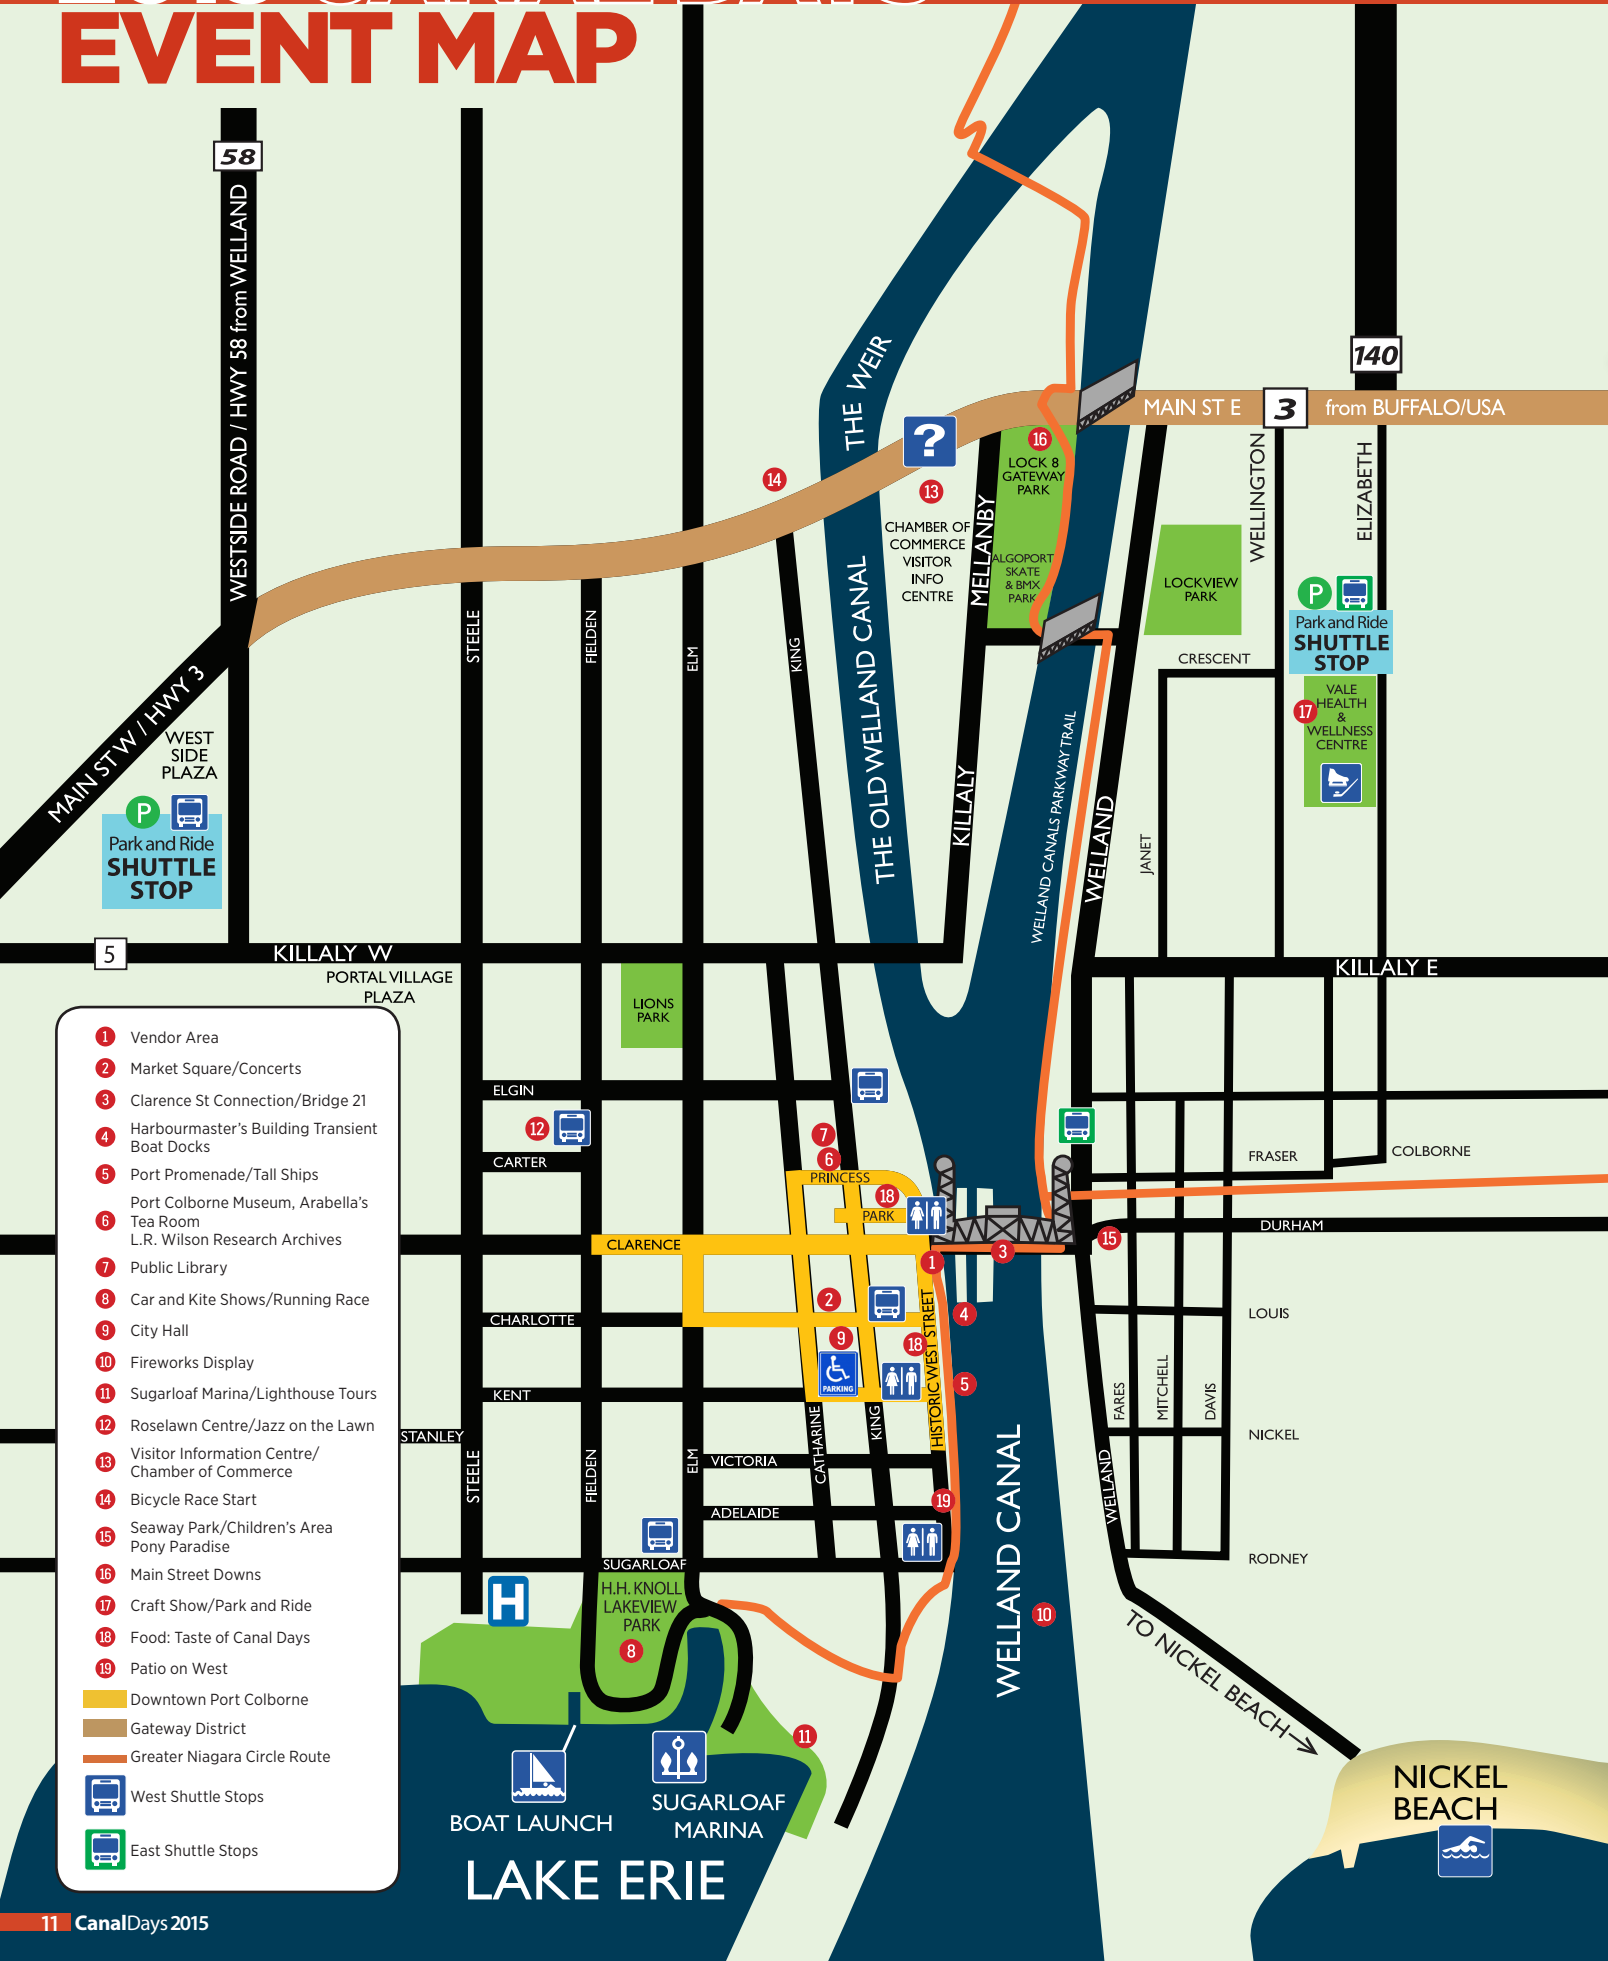 EVENT MAP
58
WESTSIDE ROAD / HWY 58 from WELLAND
140
THE WEIR
MAIN ST E
3
from BUFFALO/USA
?
16
LOCK 8
GATEWAY
PARK
14
13
CHAMBER OF
COMMERCE
VISITOR
INFO
CENTRE
MELLANBY
ALGOPORT
SKATE
& BMX
PARK
WELLINGTON
ELIZABETH
LOCKVIEW
PARK
P
Park and Ride
SHUTTLE
STOP
CRESCENT
17
VALE
HEALTH
&
WELLNESS
CENTRE
STEELE
FIELDEN
ELM
KING
THE OLD WELLAND CANAL
MAIN ST W / HWY 3
WEST
SIDE
PLAZA
P
Park and Ride
SHUTTLE
STOP
KILLALY
WELLAND CANALS PARKWAY TRAIL
WELLAND
JANET
5
KILLALY W
KILLALY E
PORTAL VILLAGE
PLAZA
LIONS
PARK
ELGIN
12
CARTER
7
6
PRINCESS
18
PARK
FRASER
COLBORNE
CLARENCE
DURHAM
15
3
1
2
CHARLOTTE
4
LOUIS
9
18
PARKING
HISTORIC WEST STREET
5
KENT
FARES
MITCHELL
DAVIS
STANLEY
STEELE
FIELDEN
ELM
CATHARINE
KING
VICTORIA
NICKEL
WELLAND
WELLAND CANAL
19
ADELAIDE
SUGARLOAF
RODNEY
H
H.H. KNOLL
LAKEVIEW
PARK
8
10
TO NICKEL BEACH
11
BOAT LAUNCH
SUGARLOAF
MARINA
NICKEL
BEACH
LAKE ERIE
1 Vendor Area
2 Market Square/Concerts
3 Clarence St Connection/Bridge 21
4 Harbourmaster's Building Transient
Boat Docks
5 Port Promenade/Tall Ships
6 Port Colborne Museum, Arabella's
Tea Room
L.R. Wilson Research Archives
7 Public Library
8 Car and Kite Shows/Running Race
9 City Hall
10 Fireworks Display
11 Sugarloaf Marina/Lighthouse Tours
12 Roselawn Centre/Jazz on the Lawn
13 Visitor Information Centre/
Chamber of Commerce
14 Bicycle Race Start
15 Seaway Park/Children's Area
Pony Paradise
16 Main Street Downs
17 Craft Show/Park and Ride
18 Food: Taste of Canal Days
19 Patio on West
Downtown Port Colborne
Gateway District
Greater Niagara Circle Route
West Shuttle Stops
East Shuttle Stops
11 CanalDays 2015